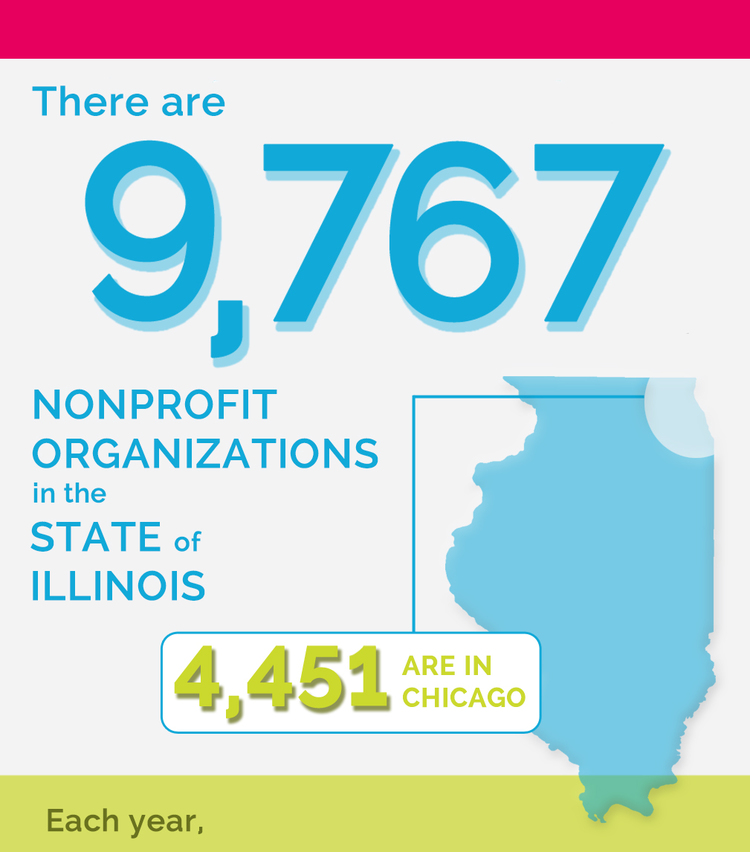 There are
9,767
NONPROFIT
ORGANIZATIONS
in the
STATE of
ILLINOIS
4,451 ARE IN
CHICAGO
Each year,